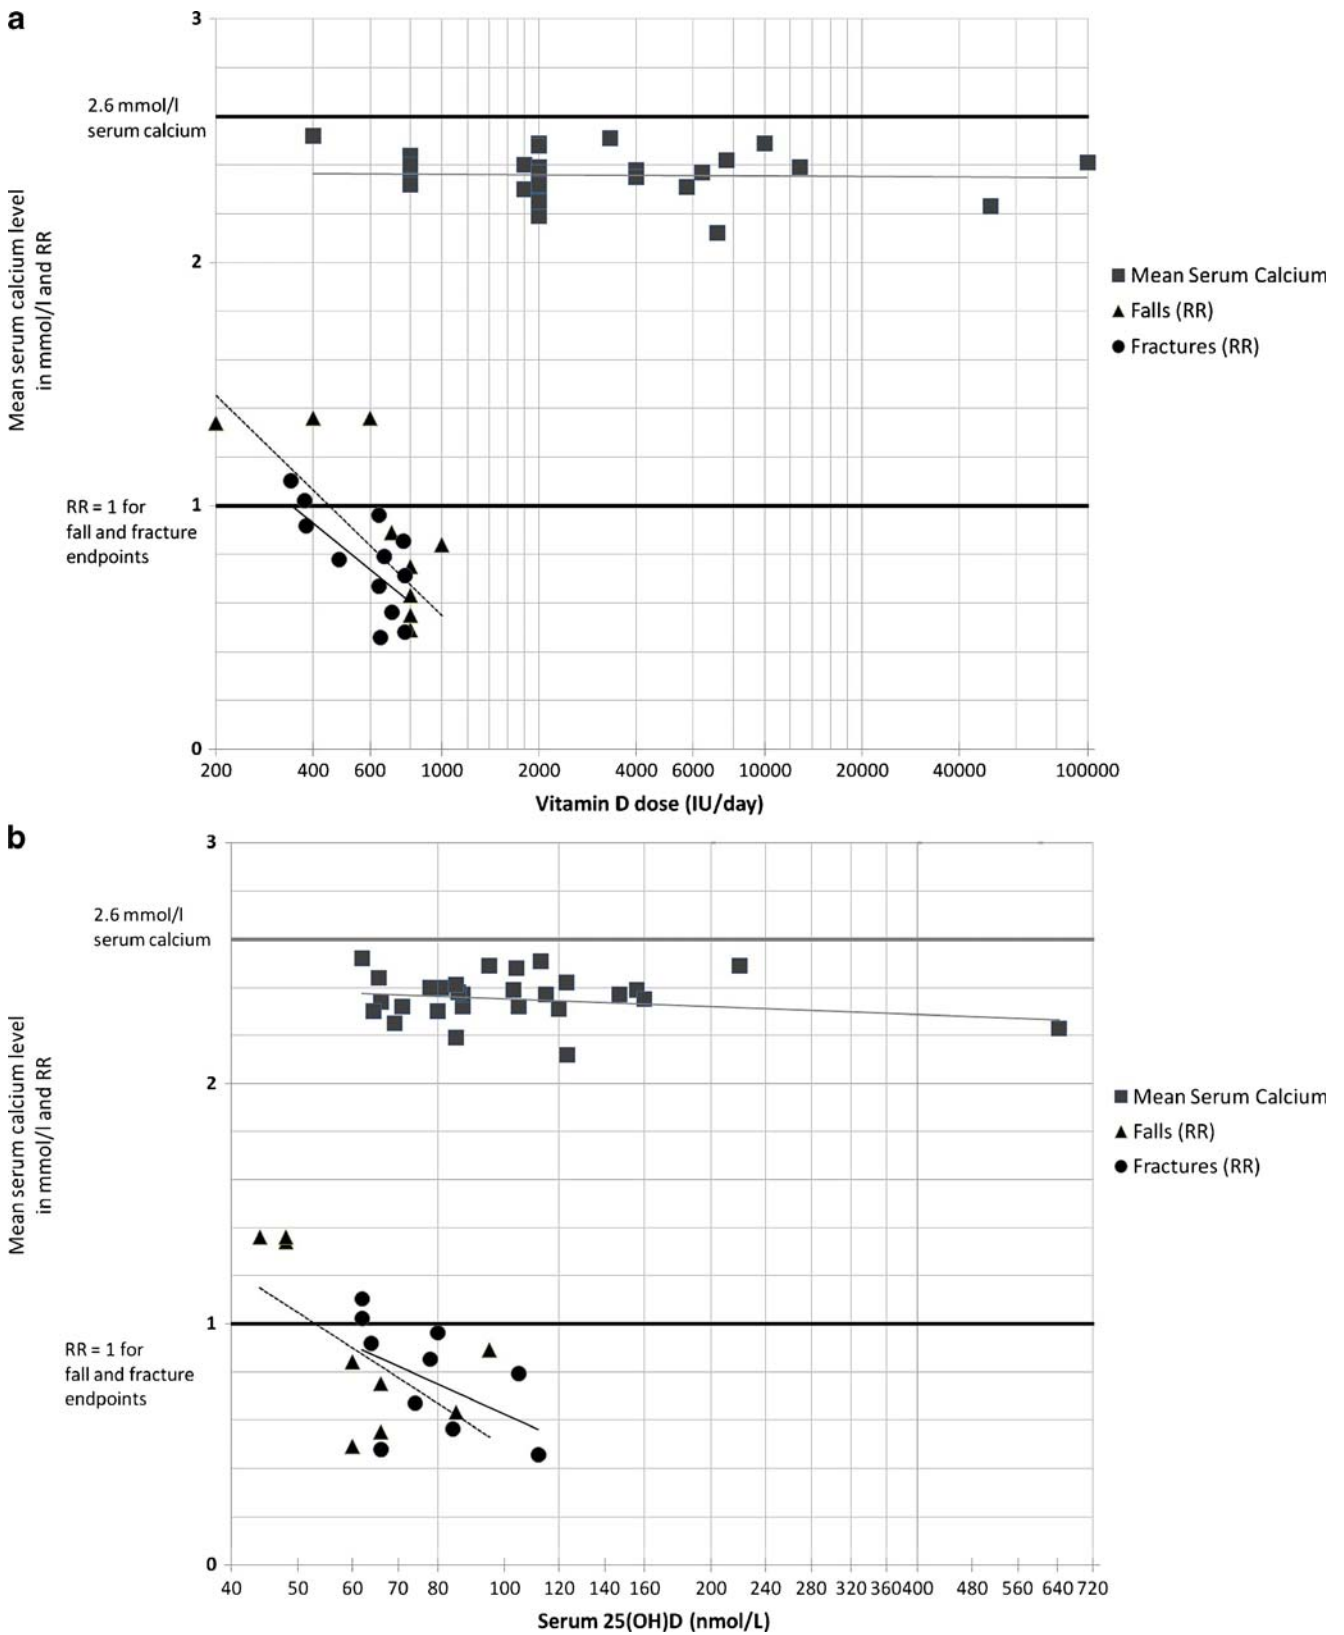 a
3
2.6 mmol/l
serum calcium
2
Mean serum calcium level
in mmol/l and RR
Mean Serum Calcium
Falls (RR)
Fractures (RR)
RR = 1 for
fall and fracture
endpoints
1
0
200 400 600 1000 2000 4000 6000 10000 20000 40000 100000
Vitamin D dose (IU/day)
b
3
2.6 mmol/l
serum calcium
2
Mean serum calcium level
in mmol/l and RR
Mean Serum Calcium
Falls (RR)
Fractures (RR)
1
RR = 1 for
fall and fracture
endpoints
0
40 50 60 70 80 100 120 140 160 200 240 280 320 360 400 480 560 640 720
Serum 25(OH)D (nmol/L)